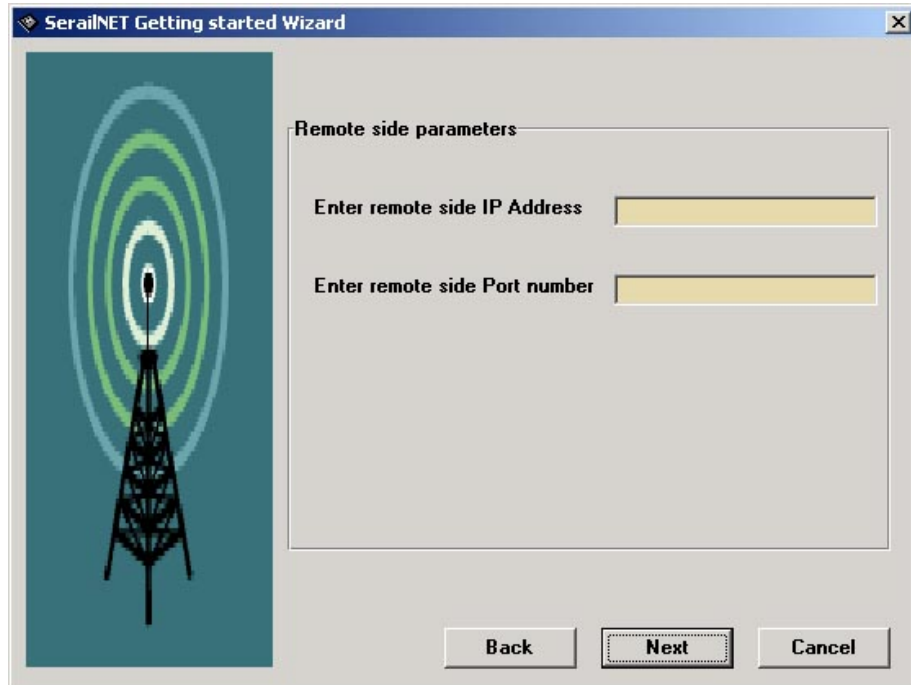 SerailNET Getting started Wizard
Remote side parameters
Enter remote side IP Address
Enter remote side Port number
Back Next Cancel